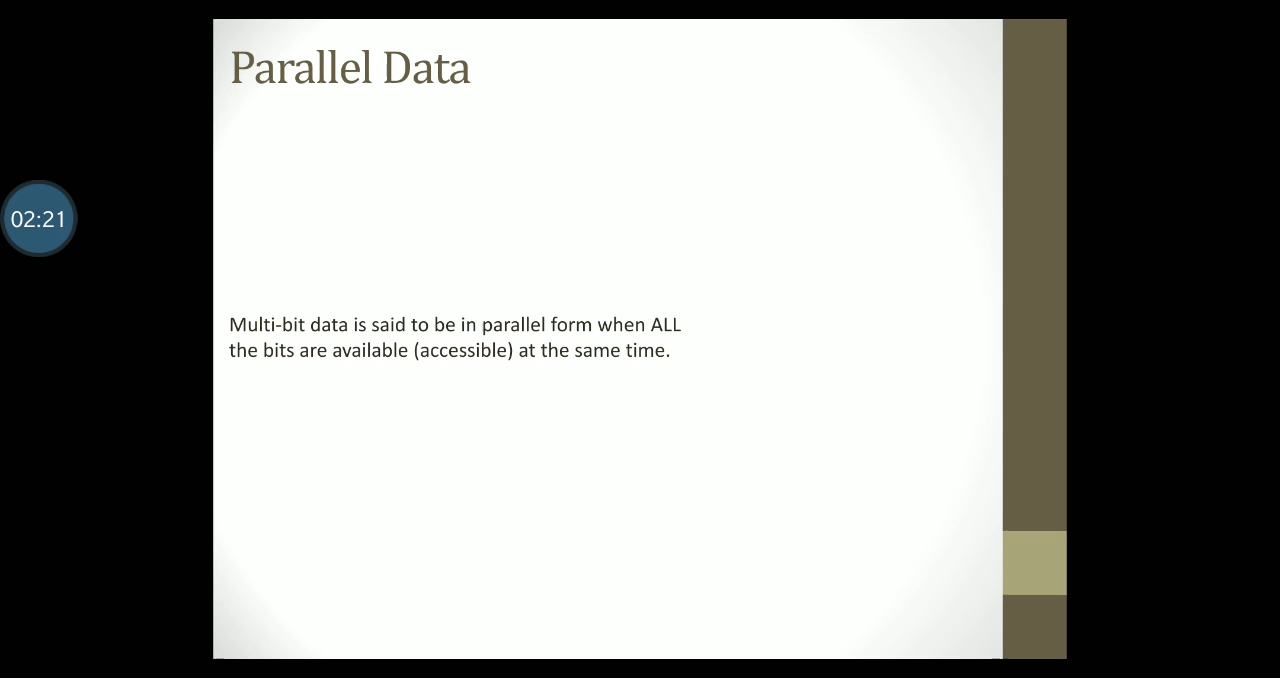 Parallel Data
02:21
Multi-bit data is said to be in parallel form when ALL
the bits are available (accessible) at the same time.